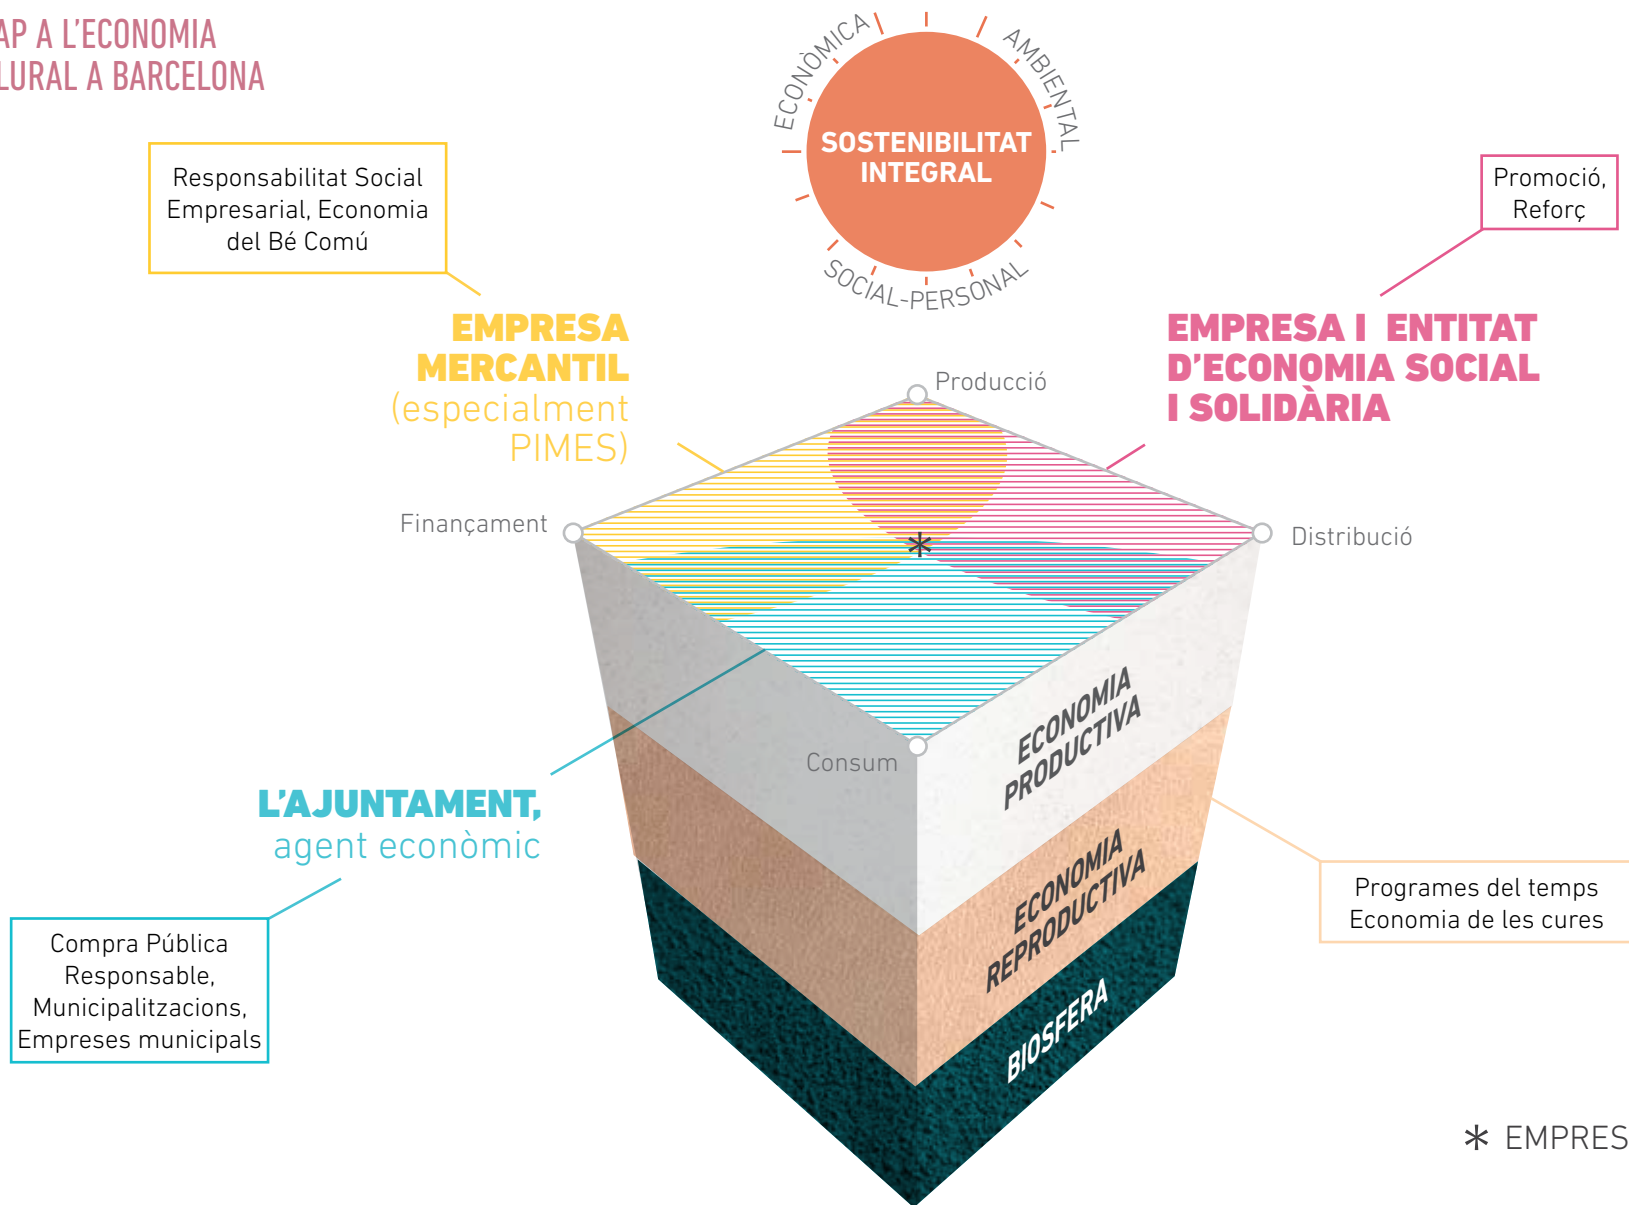 AP A L'ECONOMIA
LURAL A BARCELONA
ECONÒMICA
AMBIENTAL
SOCIAL-PERSONAL
SOSTENIBILITAT
INTEGRAL
Responsabilitat Social
Empresarial, Economia
del Bé Comú
Promoció,
Reforç
EMPRESA
MERCANTIL
(especialment
PIMES)
EMPRESA I ENTITAT
D'ECONOMIA SOCIAL
I SOLIDÀRIA
Producció
Finançament
Distribució
*
Consum
ECONOMIA
PRODUCTIVA
L'AJUNTAMENT,
agent econòmic
ECONOMIA
REPRODUCTIVA
Programes del temps
Economia de les cures
Compra Pública
Responsable,
Municipalitzacions,
Empreses municipals
BIOSFERA
* EMPRES